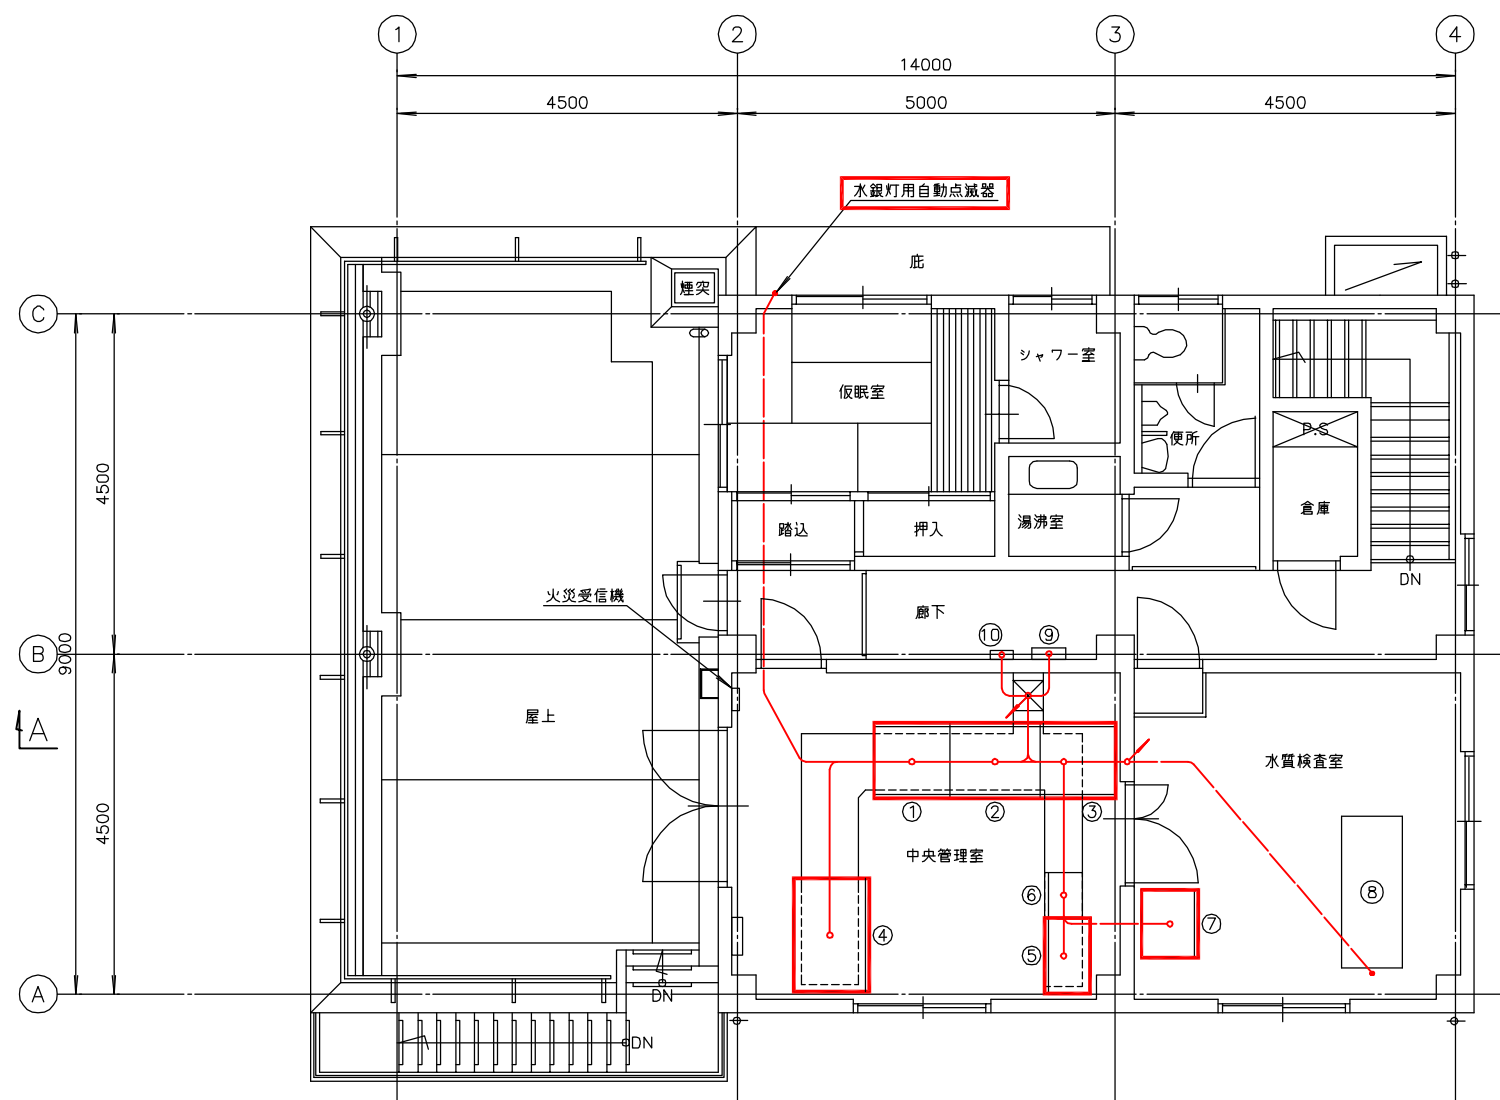 1
2
3
4
14000
4500
5000
4500
水銀灯用自動点滅器
庇
煙突
C
シャワー室
仮眠室
P.S
便所
4500
倉庫
湯沸室
踏込
押入
DN
火災受信機
廊下
⑩
⑨
B
9000
屋上
A
水質検査室
①
②
③
4500
中央管理室
⑥
⑧
⑦
④
⑤
A
DN
DN